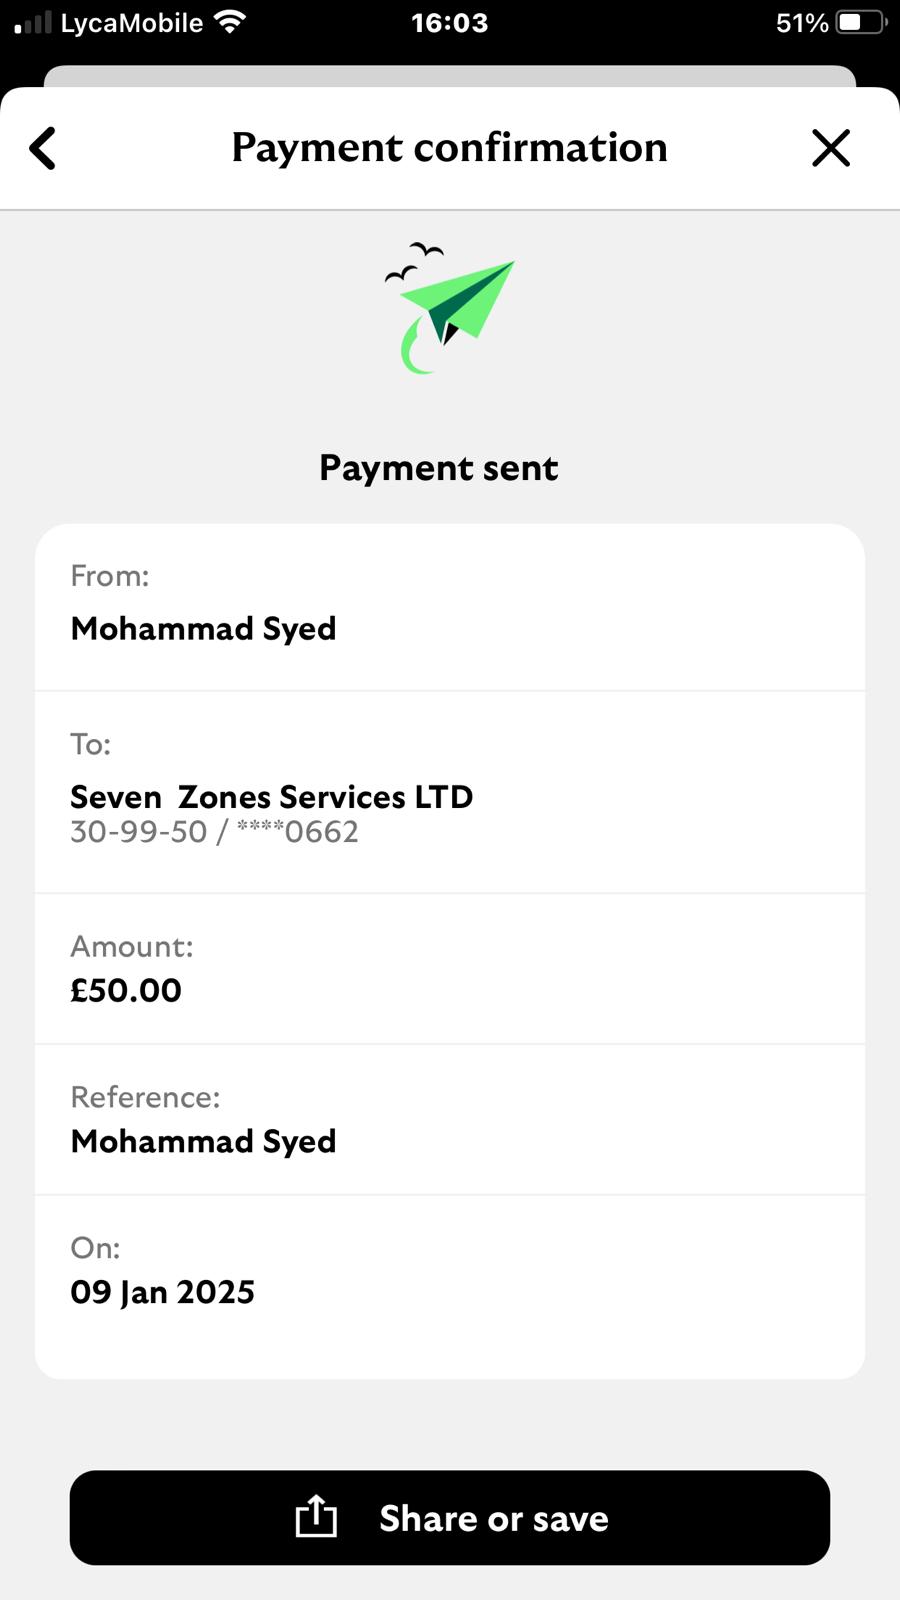 LycaMobile 16:03 51%
Payment confirmation
Payment sent
From:
Mohammad Syed
To:
Seven  Zones Services LTD
30-99-50 / ****0662
Amount:
£50.00
Reference:
Mohammad Syed
On:
09 Jan 2025
Share or save